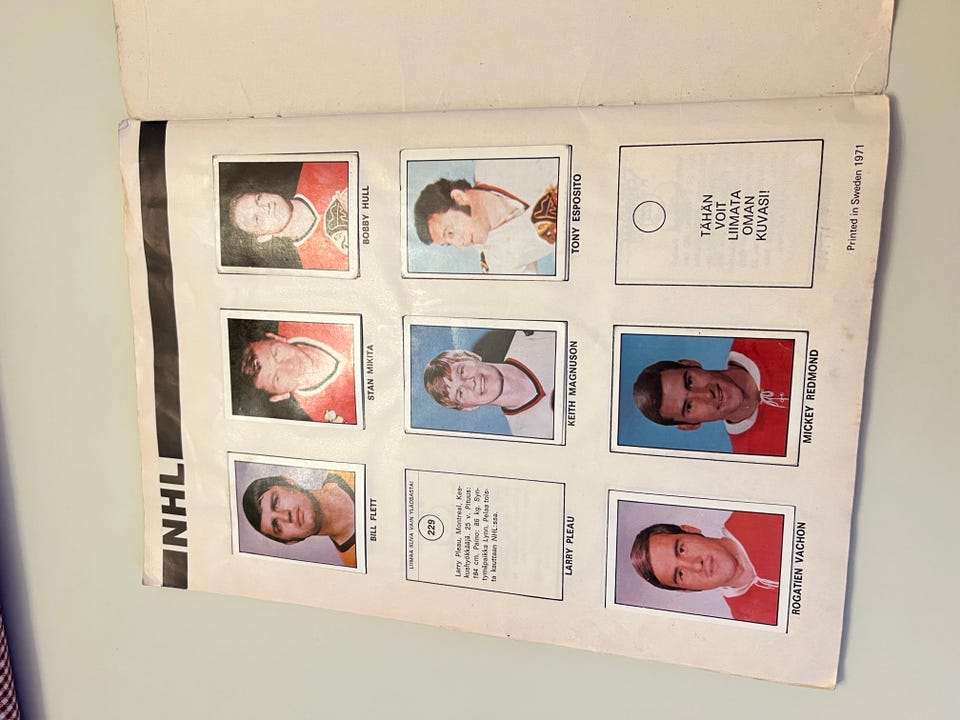 NHL
BILL FLETT
STAN MIKITA
BOBBY HULL
LIIMAA KUVA VAIN YLÄOSASTA!
229
Larry Pleau, Montreal, Kes-
kushyökkääjä, 25 v. Pituus:
184 cm. Paino: 86 kg. Syn-
tymäpaikka Lynn. Pelaa tois-
ta kauttaan NHL:ssa.
LARRY PLEAU
KEITH MAGNUSON
TONY ESPOSITO
ROGATIEN VACHON
MICKEY REDMOND
TÄHÄN
VOIT
LIIMATA
OMAN
KUVASI!
Printed in Sweden 1971